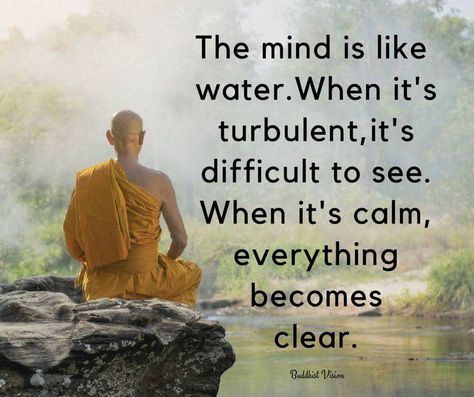 The mind is like
water.When it's
turbulent,it's
difficult to see.
When it's calm,
everything
becomes
clear.
Buddhist Vision